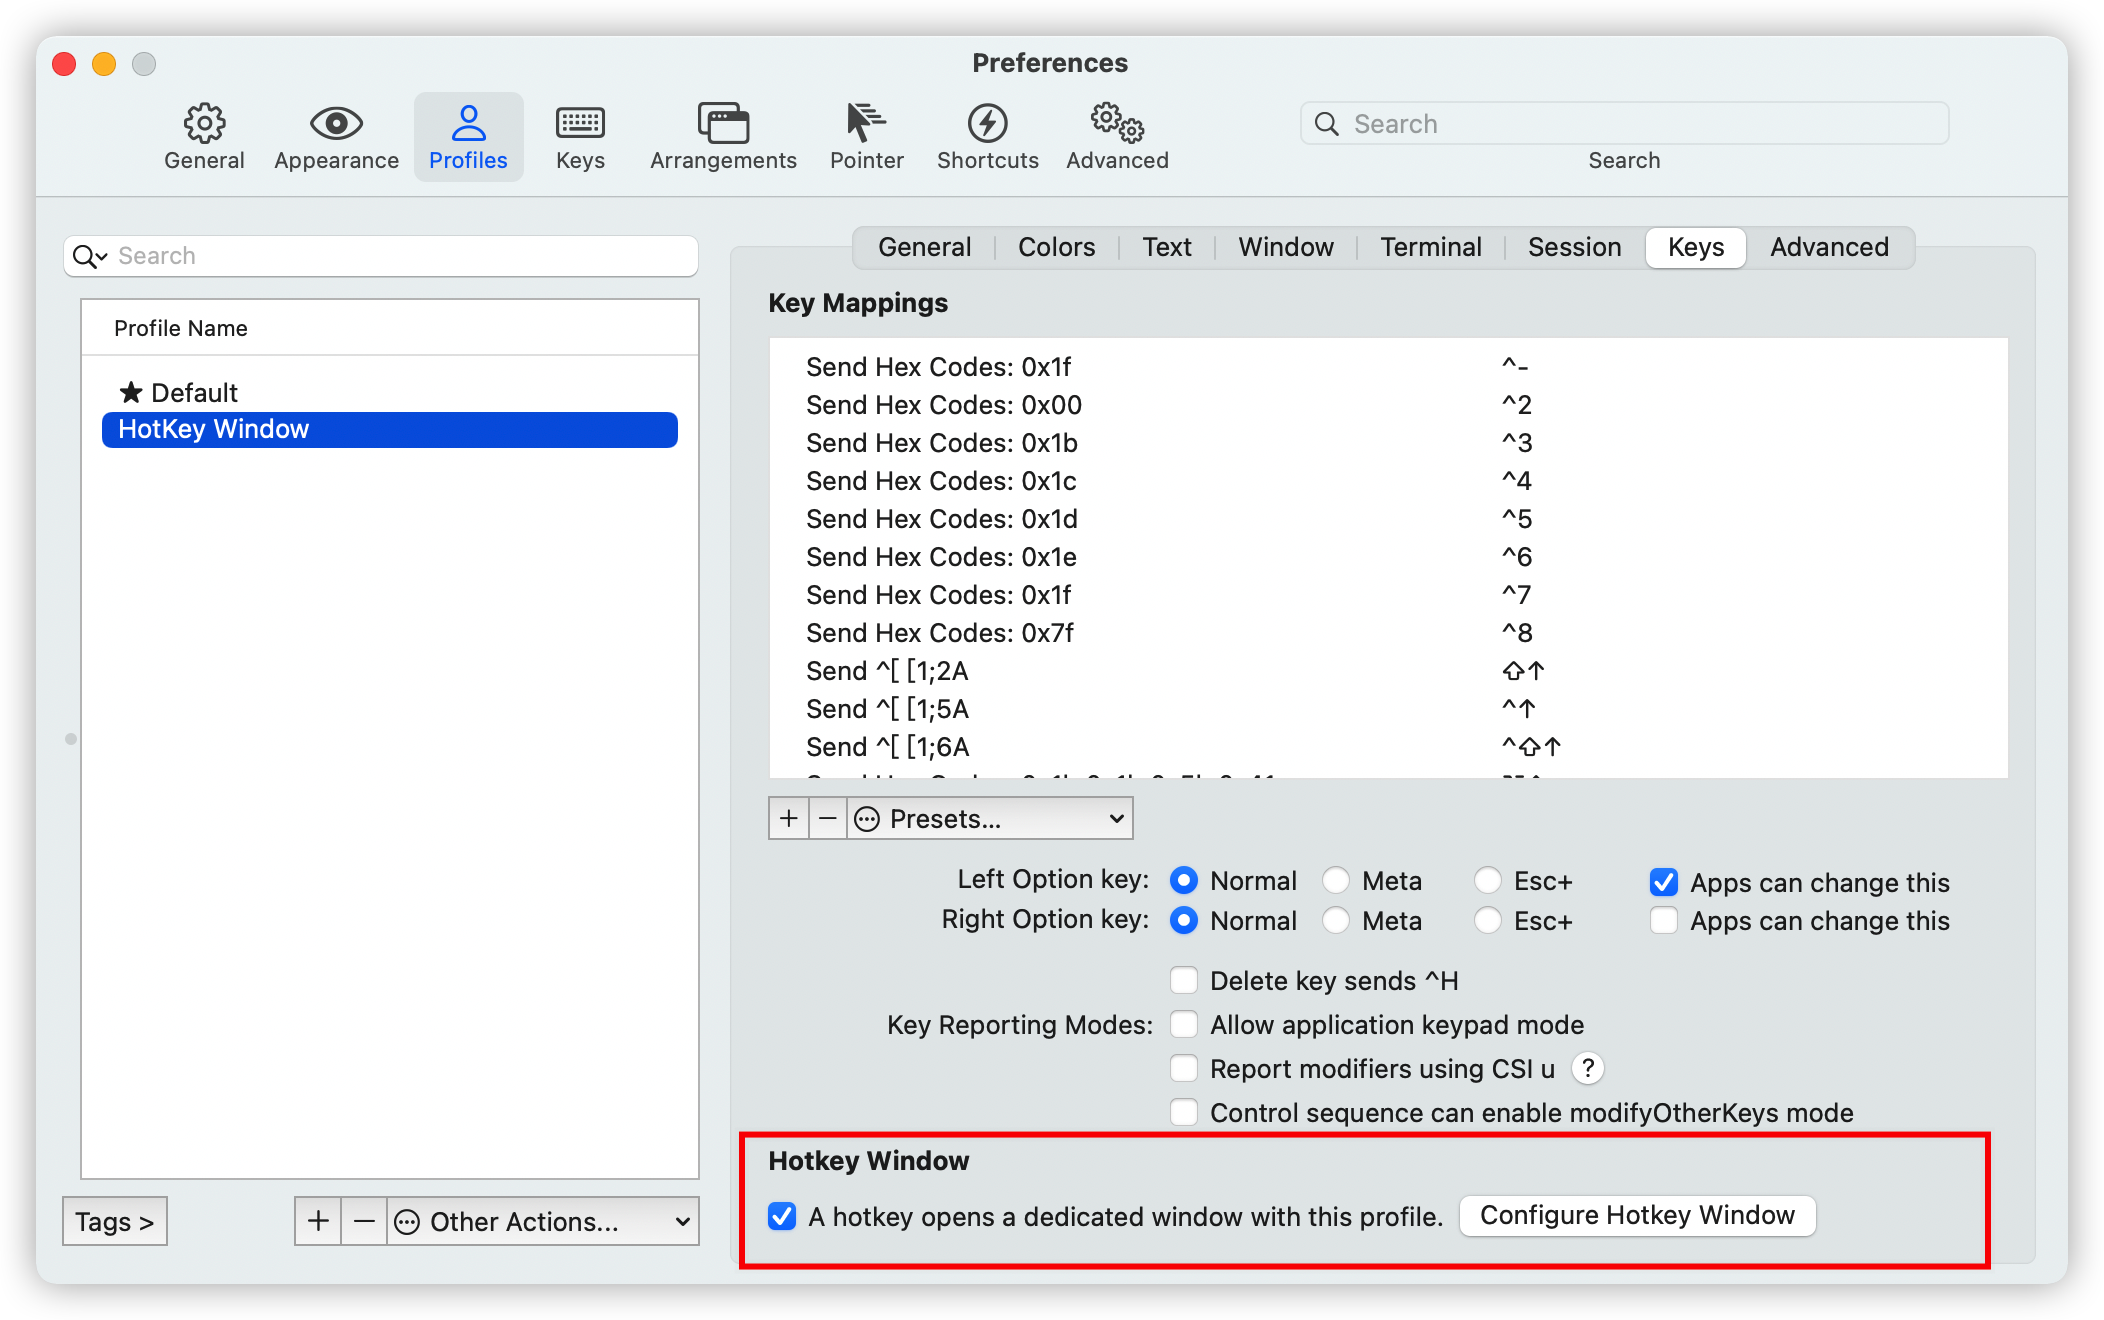 Preferences
General Appearance Profiles Keys Arrangements Pointer Shortcuts Advanced Search
Search
Search
Profile Name
★ Default
HotKey Window
Tags >
+ − Other Actions...
General Colors Text Window Terminal Session Keys Advanced
Key Mappings
Send Hex Codes: 0x1f ^-
Send Hex Codes: 0x00 ^2
Send Hex Codes: 0x1b ^3
Send Hex Codes: 0x1c ^4
Send Hex Codes: 0x1d ^5
Send Hex Codes: 0x1e ^6
Send Hex Codes: 0x1f ^7
Send Hex Codes: 0x7f ^8
Send ^[ [1;2A ⇧↑
Send ^[ [1;5A ^↑
Send ^[ [1;6A ^⇧↑
+ − Presets...
Left Option key: Normal Meta Esc+ Apps can change this
Right Option key: Normal Meta Esc+ Apps can change this
Delete key sends ^H
Key Reporting Modes: Allow application keypad mode
Report modifiers using CSI u ?
Control sequence can enable modifyOtherKeys mode
Hotkey Window
A hotkey opens a dedicated window with this profile. Configure Hotkey Window